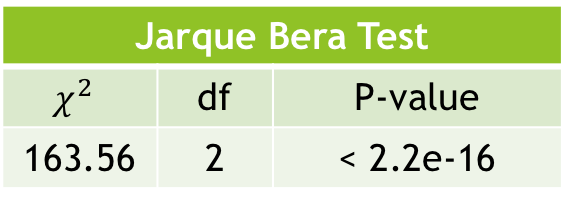 Jarque Bera Test
χ² df P-value
163.56 2 < 2.2e-16